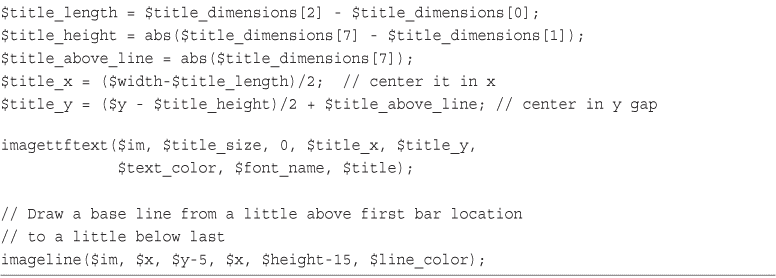 $title_length = $title_dimensions[2] - $title_dimensions[0];
$title_height = abs($title_dimensions[7] - $title_dimensions[1]);
$title_above_line = abs($title_dimensions[7]);
$title_x = ($width-$title_length)/2;  // center it in x
$title_y = ($y - $title_height)/2 + $title_above_line; // center in y gap

imagettftext($im, $title_size, 0, $title_x, $title_y,
             $text_color, $font_name, $title);

// Draw a base line from a little above first bar location
// to a little below last
imageline($im, $x, $y-5, $x, $height-15, $line_color);